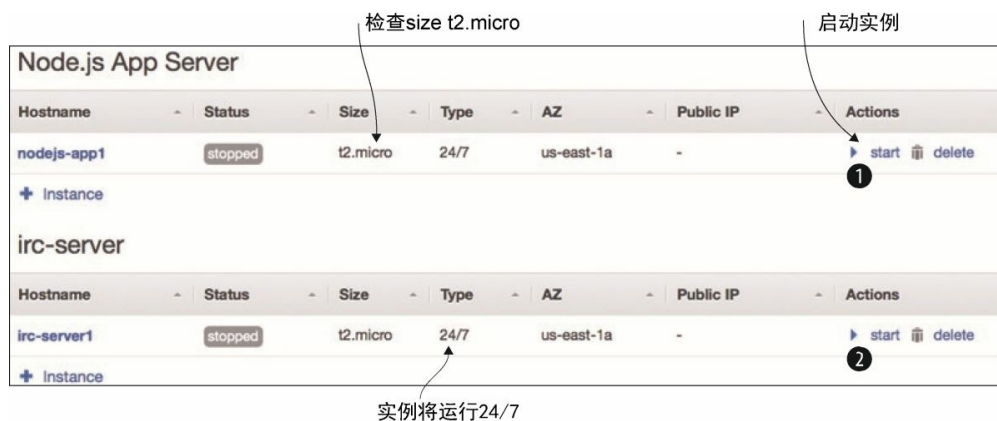 检查size t2.micro
启动实例
Node.js App Server
Hostname Status Size Type AZ Public IP Actions
nodejs-app1 stopped t2.micro 24/7 us-east-1a - start delete
❶
+ Instance
irc-server
Hostname Status Size Type AZ Public IP Actions
irc-server1 stopped t2.micro 24/7 us-east-1a - start delete
❷
+ Instance
实例将运行24/7